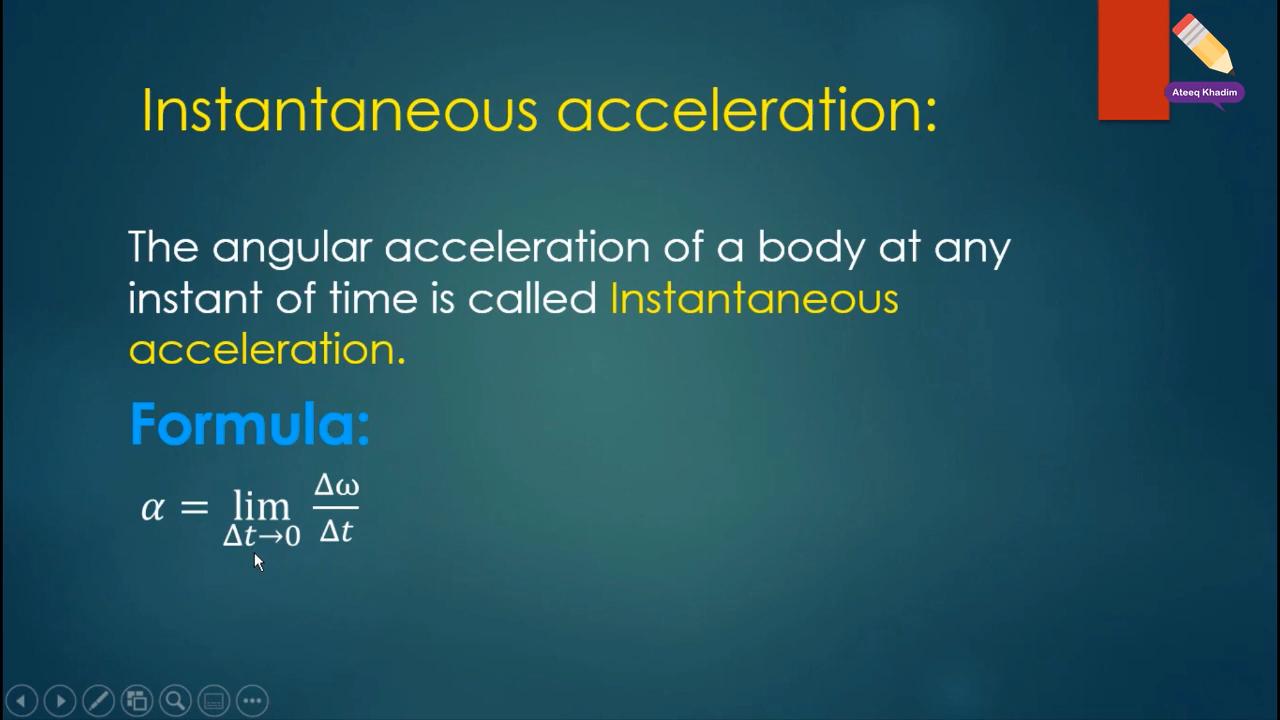 Ateeq Khadim
Instantaneous acceleration:
The angular acceleration of a body at any
instant of time is called Instantaneous
acceleration.
Formula:
α = lim Δt→0 Δω/Δt